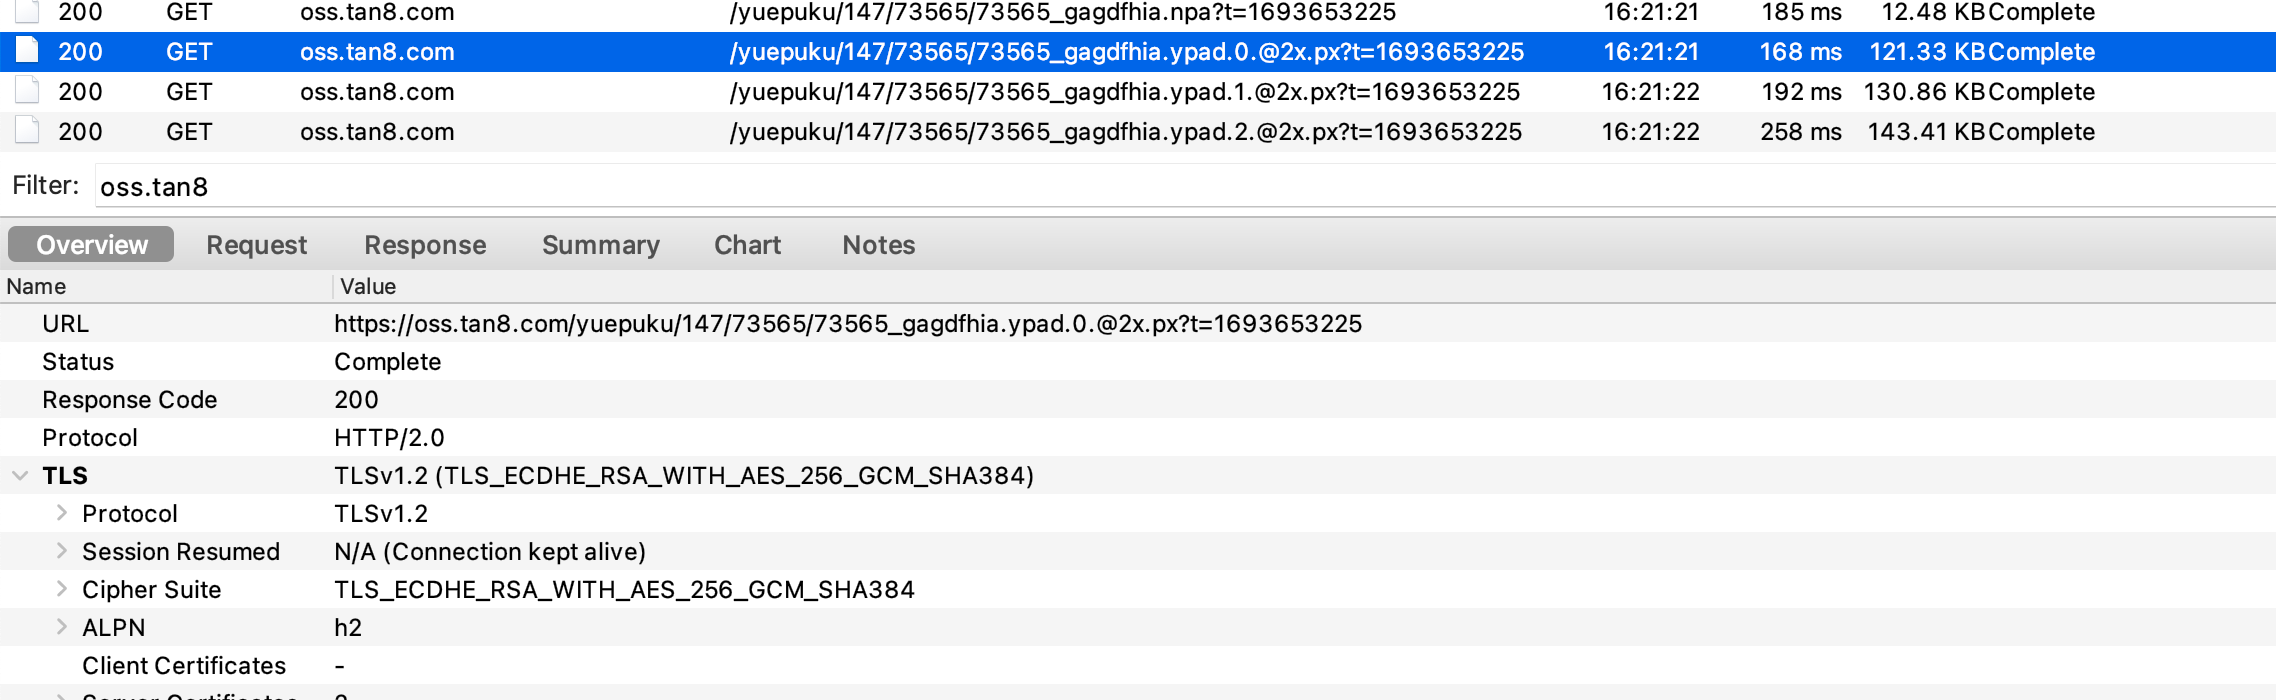 200 GET oss.tan8.com /yuepuku/147/73565/73565_gagdfhia.npa?t=1693653225 16:21:21 185 ms 12.48 KB Complete
200 GET oss.tan8.com /yuepuku/147/73565/73565_gagdfhia.ypad.0.@2x.px?t=1693653225 16:21:21 168 ms 121.33 KB Complete
200 GET oss.tan8.com /yuepuku/147/73565/73565_gagdfhia.ypad.1.@2x.px?t=1693653225 16:21:22 192 ms 130.86 KB Complete
200 GET oss.tan8.com /yuepuku/147/73565/73565_gagdfhia.ypad.2.@2x.px?t=1693653225 16:21:22 258 ms 143.41 KB Complete
Filter: oss.tan8
Overview Request Response Summary Chart Notes
Name Value
URL https://oss.tan8.com/yuepuku/147/73565/73565_gagdfhia.ypad.0.@2x.px?t=1693653225
Status Complete
Response Code 200
Protocol HTTP/2.0
TLS TLSv1.2 (TLS_ECDHE_RSA_WITH_AES_256_GCM_SHA384)
Protocol TLSv1.2
Session Resumed N/A (Connection kept alive)
Cipher Suite TLS_ECDHE_RSA_WITH_AES_256_GCM_SHA384
ALPN h2
Client Certificates -
Server Certificates